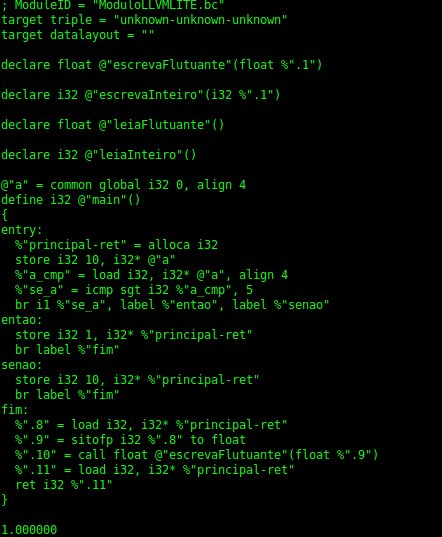 ; ModuleID = "ModuloLLVMLITE.bc"
target triple = "unknown-unknown-unknown"
target datalayout = ""

declare float @"escrevaFlutuante"(float %".1")

declare i32 @"escrevaInteiro"(i32 %".1")

declare float @"leiaFlutuante"()

declare i32 @"leiaInteiro"()

@"a" = common global i32 0, align 4
define i32 @"main"()
{
entry:
  %"principal-ret" = alloca i32
  store i32 10, i32* @"a"
  %"a_cmp" = load i32, i32* @"a", align 4
  %"se_a" = icmp sgt i32 %"a_cmp", 5
  br i1 %"se_a", label %"entao", label %"senao"
entao:
  store i32 1, i32* %"principal-ret"
  br label %"fim"
senao:
  store i32 10, i32* %"principal-ret"
  br label %"fim"
fim:
  %".8" = load i32, i32* %"principal-ret"
  %".9" = sitofp i32 %".8" to float
  %".10" = call float @"escrevaFlutuante"(float %".9")
  %".11" = load i32, i32* %"principal-ret"
  ret i32 %".11"
}

1.000000